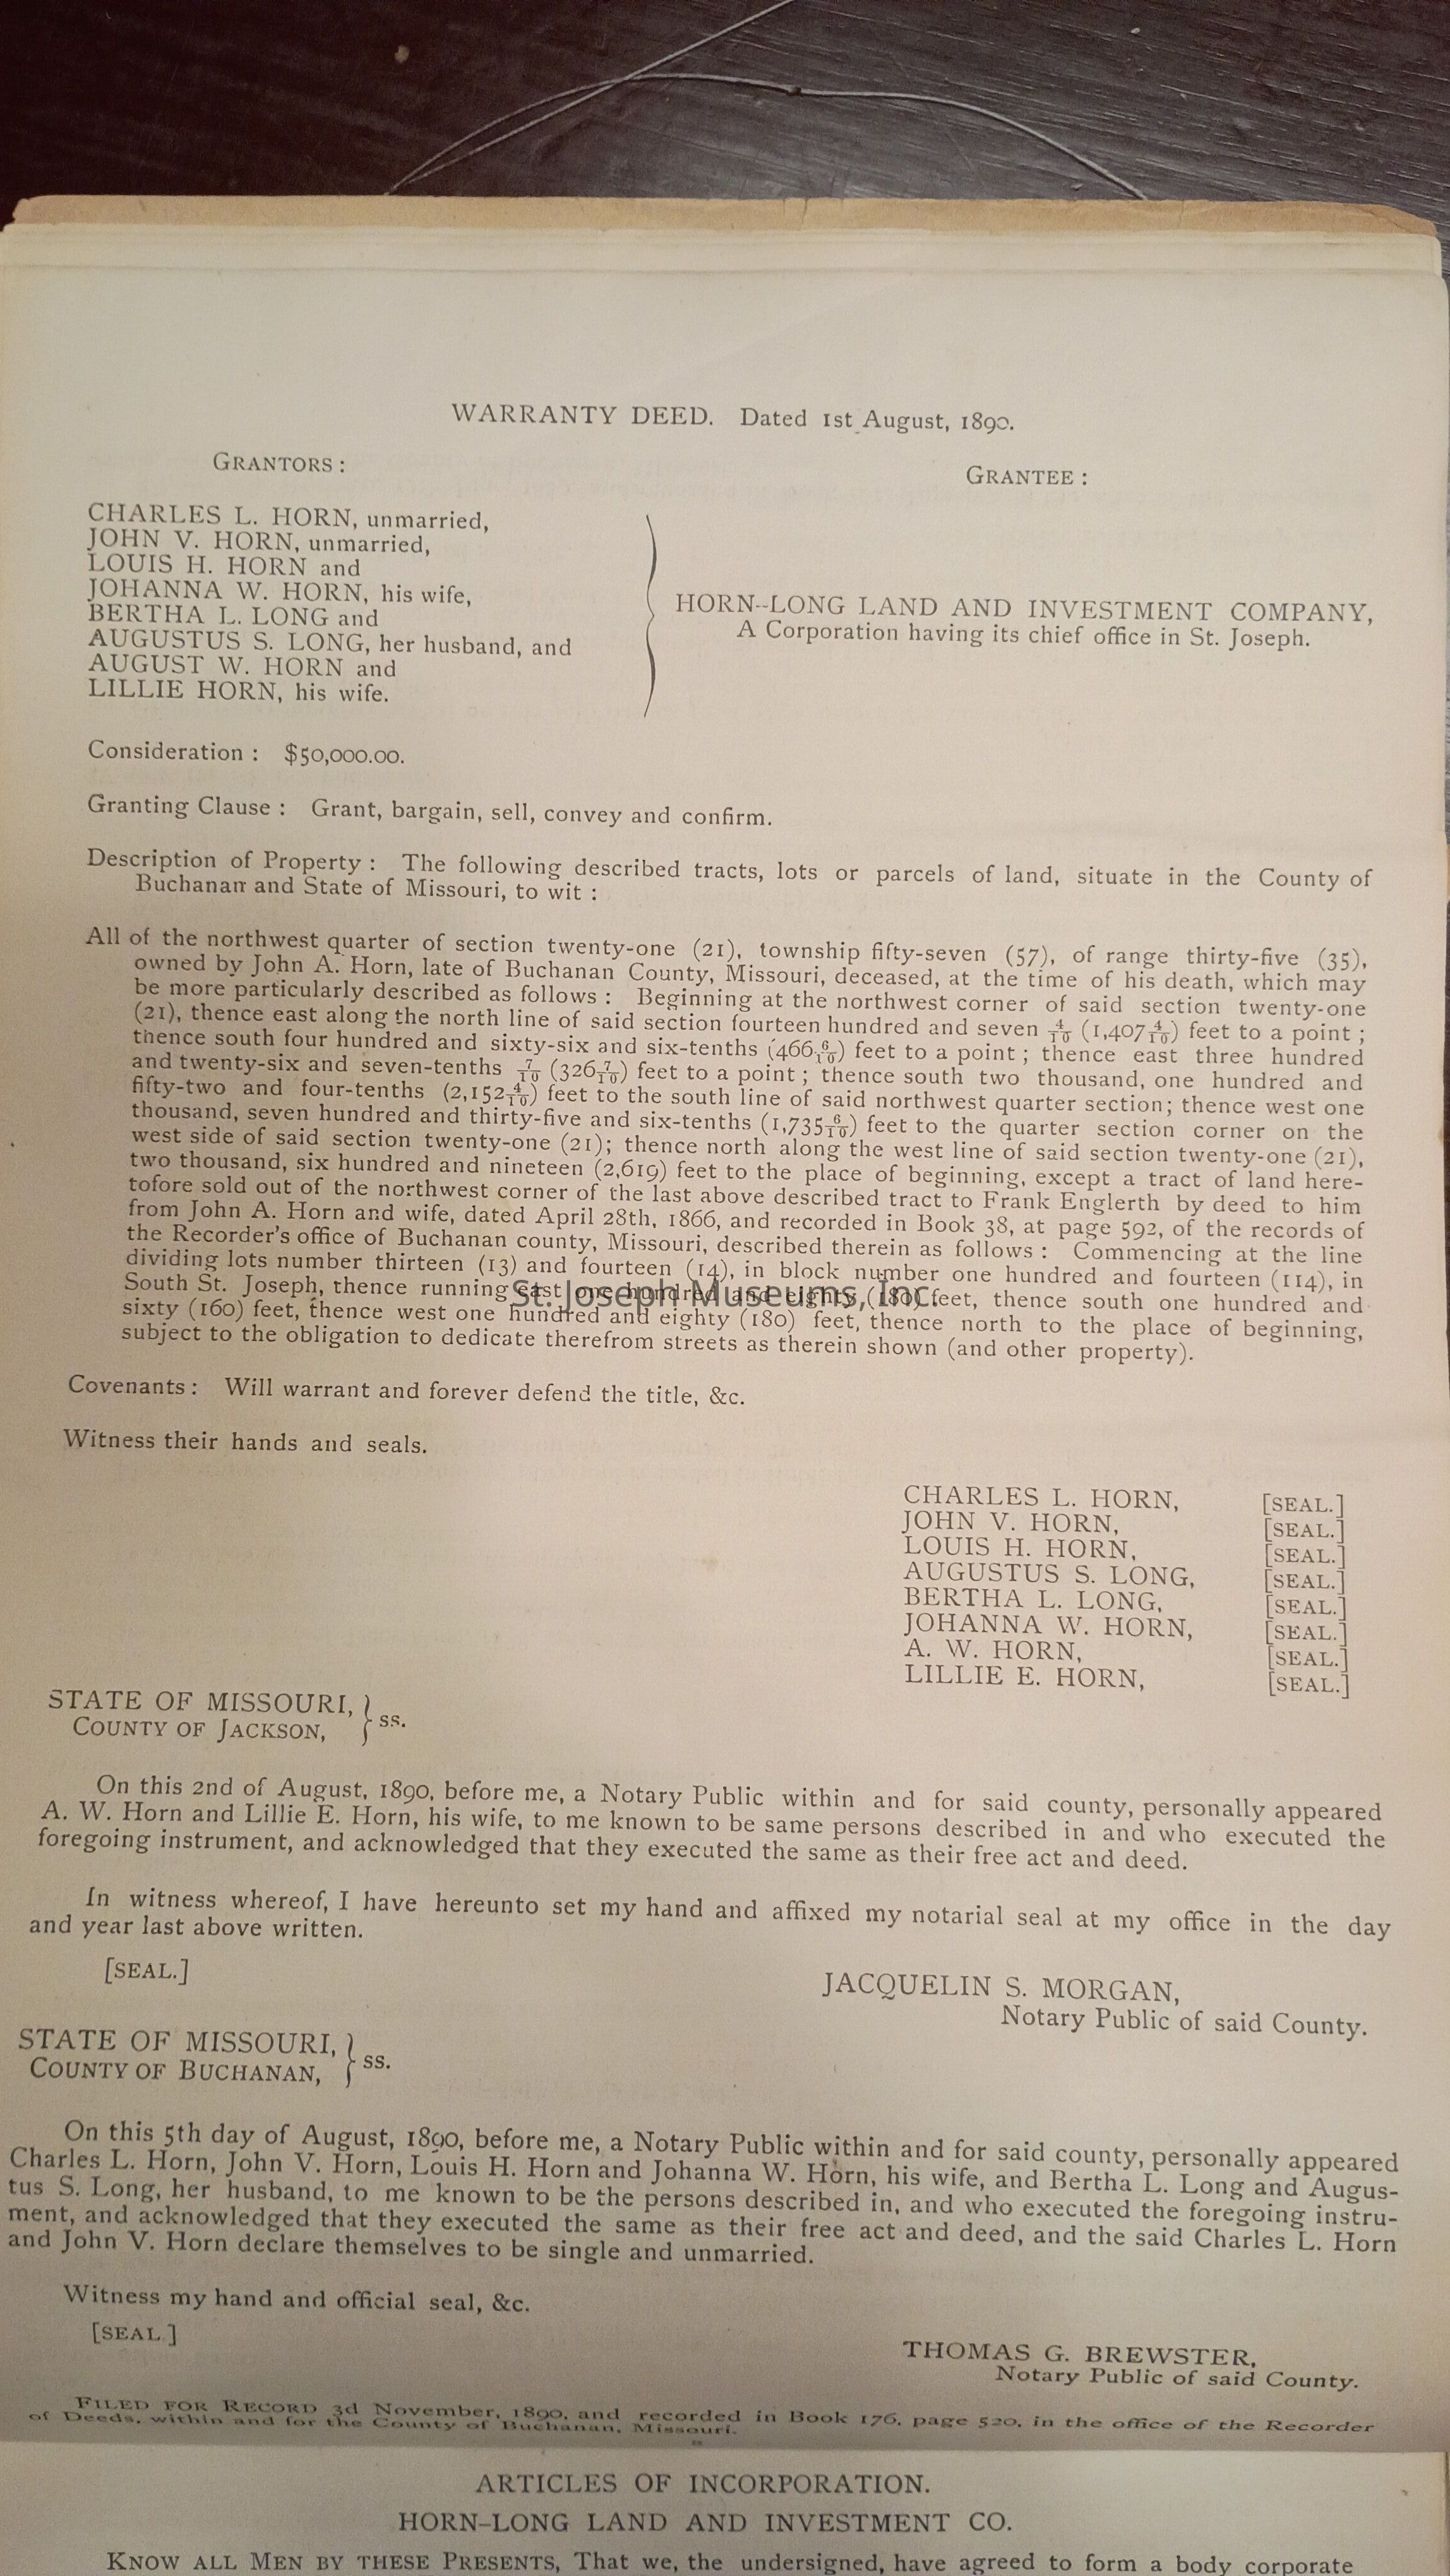 WARRANTY DEED. Dated 1st August, 1890.
GRANTORS :
GRANTEE :
CHARLES L. HORN, unmarried,
JOHN V. HORN, unmarried,
LOUIS H. HORN and
JOHANNA W. HORN, his wife,
BERTHA L. LONG and
AUGUSTUS S. LONG, her husband, and
AUGUST W. HORN and
LILLIE HORN, his wife.
HORN--LONG LAND AND INVESTMENT COMPANY,
A Corporation having its chief office in St. Joseph.
Consideration : $50,000.00.
Granting Clause : Grant, bargain, sell, convey and confirm.
Description of Property : The following described tracts, lots or parcels of land, situate in the County of
Buchanan and State of Missouri, to wit :
All of the northwest quarter of section twenty-one (21), township fifty-seven (57), of range thirty-five (35),
owned by John A. Horn, late of Buchanan County, Missouri, deceased, at the time of his death, which may
be more particularly described as follows : Beginning at the northwest corner of said section twenty-one
(21), thence east along the north line of said section fourteen hundred and seven 4/10 (1,407 4/10) feet to a point ;
thence south four hundred and sixty-six and six-tenths (466 6/10) feet to a point ; thence east three hundred
and twenty-six and seven-tenths 7/10 (326 7/10) feet to a point ; thence south two thousand, one hundred and
fifty-two and four-tenths (2,152 4/10) feet to the south line of said northwest quarter section; thence west one
thousand, seven hundred and thirty-five and six-tenths (1,735 6/10) feet to the quarter section corner on the
west side of said section twenty-one (21); thence north along the west line of said section twenty-one (21),
two thousand, six hundred and nineteen (2,619) feet to the place of beginning, except a tract of land here-
tofore sold out of the northwest corner of the last above described tract to Frank Englerth by deed to him
from John A. Horn and wife, dated April 28th, 1866, and recorded in Book 38, at page 592, of the records of
the Recorder's office of Buchanan county, Missouri, described therein as follows : Commencing at the line
dividing lots number thirteen (13) and fourteen (14), in block number one hundred and fourteen (114), in
South St. Joseph, thence running east one hundred and eighty (180) feet, thence south one hundred and
St. Joseph Museums, Inc.
sixty (160) feet, thence west one hundred and eighty (180) feet, thence north to the place of beginning,
subject to the obligation to dedicate therefrom streets as therein shown (and other property).
Covenants : Will warrant and forever defend the title, &c.
Witness their hands and seals.
CHARLES L. HORN, [SEAL.]
JOHN V. HORN, [SEAL.]
LOUIS H. HORN, [SEAL.]
AUGUSTUS S. LONG, [SEAL.]
BERTHA L. LONG, [SEAL.]
JOHANNA W. HORN, [SEAL.]
A. W. HORN, [SEAL.]
LILLIE E. HORN, [SEAL.]
STATE OF MISSOURI, } ss.
COUNTY OF JACKSON,
On this 2nd of August, 1890, before me, a Notary Public within and for said county, personally appeared
A. W. Horn and Lillie E. Horn, his wife, to me known to be same persons described in and who executed the
foregoing instrument, and acknowledged that they executed the same as their free act and deed.
In witness whereof, I have hereunto set my hand and affixed my notarial seal at my office in the day
and year last above written.
[SEAL.]
JACQUELIN S. MORGAN,
Notary Public of said County.
STATE OF MISSOURI, } ss.
COUNTY OF BUCHANAN,
On this 5th day of August, 1890, before me, a Notary Public within and for said county, personally appeared
Charles L. Horn, John V. Horn, Louis H. Horn and Johanna W. Horn, his wife, and Bertha L. Long and Augus-
tus S. Long, her husband, to me known to be the persons described in, and who executed the foregoing instru-
ment, and acknowledged that they executed the same as their free act and deed, and the said Charles L. Horn
and John V. Horn declare themselves to be single and unmarried.
Witness my hand and official seal, &c.
[SEAL.]
THOMAS G. BREWSTER,
Notary Public of said County.
FILED FOR RECORD 3d November, 1890, and recorded in Book 176, page 520, in the office of the Recorder
of Deeds, within and for the County of Buchanan, Missouri.
ARTICLES OF INCORPORATION.
HORN–LONG LAND AND INVESTMENT CO.
KNOW ALL MEN BY THESE PRESENTS, That we, the undersigned, have agreed to form a body corporate